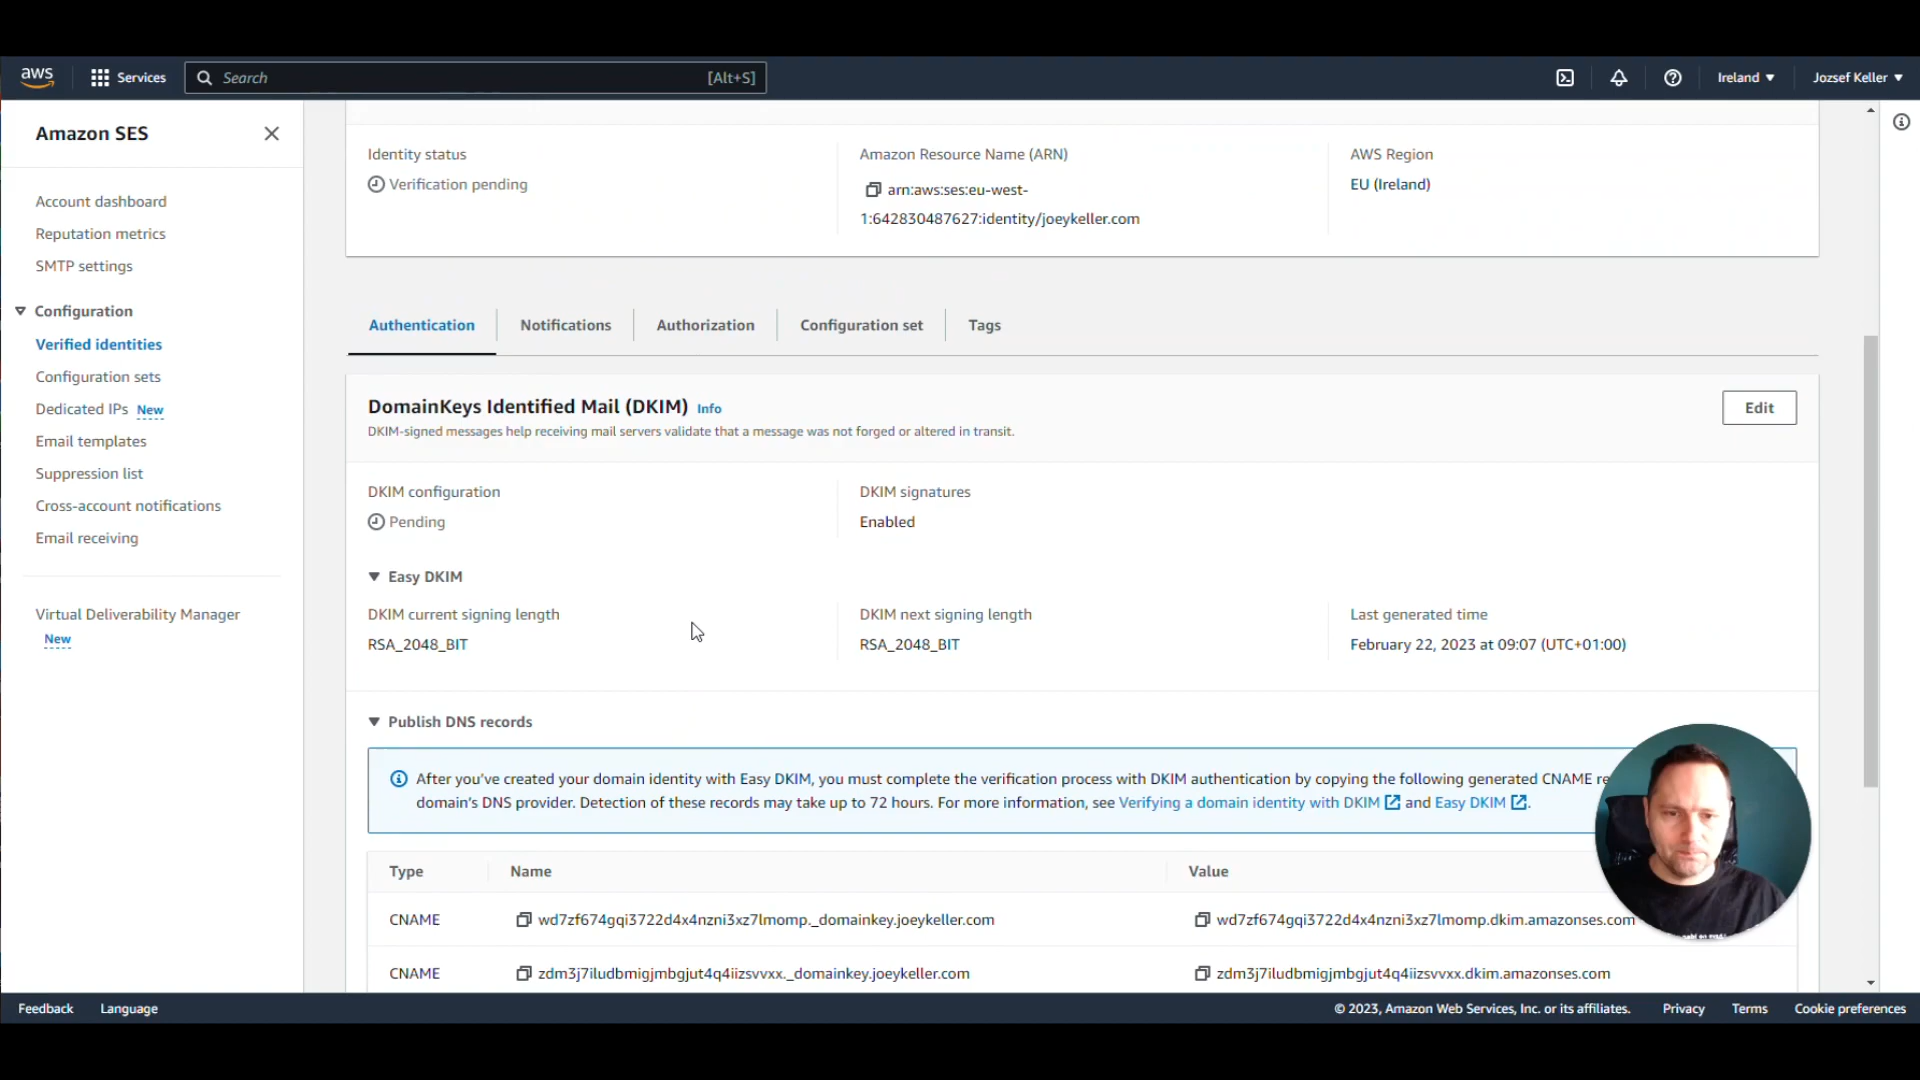 aws
Services
Search
[Alt+S]
Ireland ▼
Jozsef Keller ▼
Amazon SES
Account dashboard
Reputation metrics
SMTP settings
Configuration
Verified identities
Configuration sets
Dedicated IPs New
Email templates
Suppression list
Cross-account notifications
Email receiving
Virtual Deliverability Manager
New
Identity status
Verification pending
Amazon Resource Name (ARN)
arn:aws:ses:eu-west-
1:642830487627:identity/joeykeller.com
AWS Region
EU (Ireland)
Authentication
Notifications
Authorization
Configuration set
Tags
DomainKeys Identified Mail (DKIM) Info
DKIM-signed messages help receiving mail servers validate that a message was not forged or altered in transit.
Edit
DKIM configuration
Pending
DKIM signatures
Enabled
Easy DKIM
DKIM current signing length
RSA_2048_BIT
DKIM next signing length
RSA_2048_BIT
Last generated time
February 22, 2023 at 09:07 (UTC+01:00)
Publish DNS records
After you've created your domain identity with Easy DKIM, you must complete the verification process with DKIM authentication by copying the following generated CNAME re
domain's DNS provider. Detection of these records may take up to 72 hours. For more information, see Verifying a domain identity with DKIM and Easy DKIM.
Type
Name
Value
CNAME
wd7zf674gqi3722d4x4nzni3xz7lmomp._domainkey.joeykeller.com
wd7zf674gqi3722d4x4nzni3xz7lmomp.dkim.amazonses.com
CNAME
zdm3j7iludbmigjmbgjut4q4iizsvvxx._domainkey.joeykeller.com
zdm3j7iludbmigjmbgjut4q4iizsvvxx.dkim.amazonses.com
Feedback
Language
© 2023, Amazon Web Services, Inc. or its affiliates.
Privacy
Terms
Cookie preferences